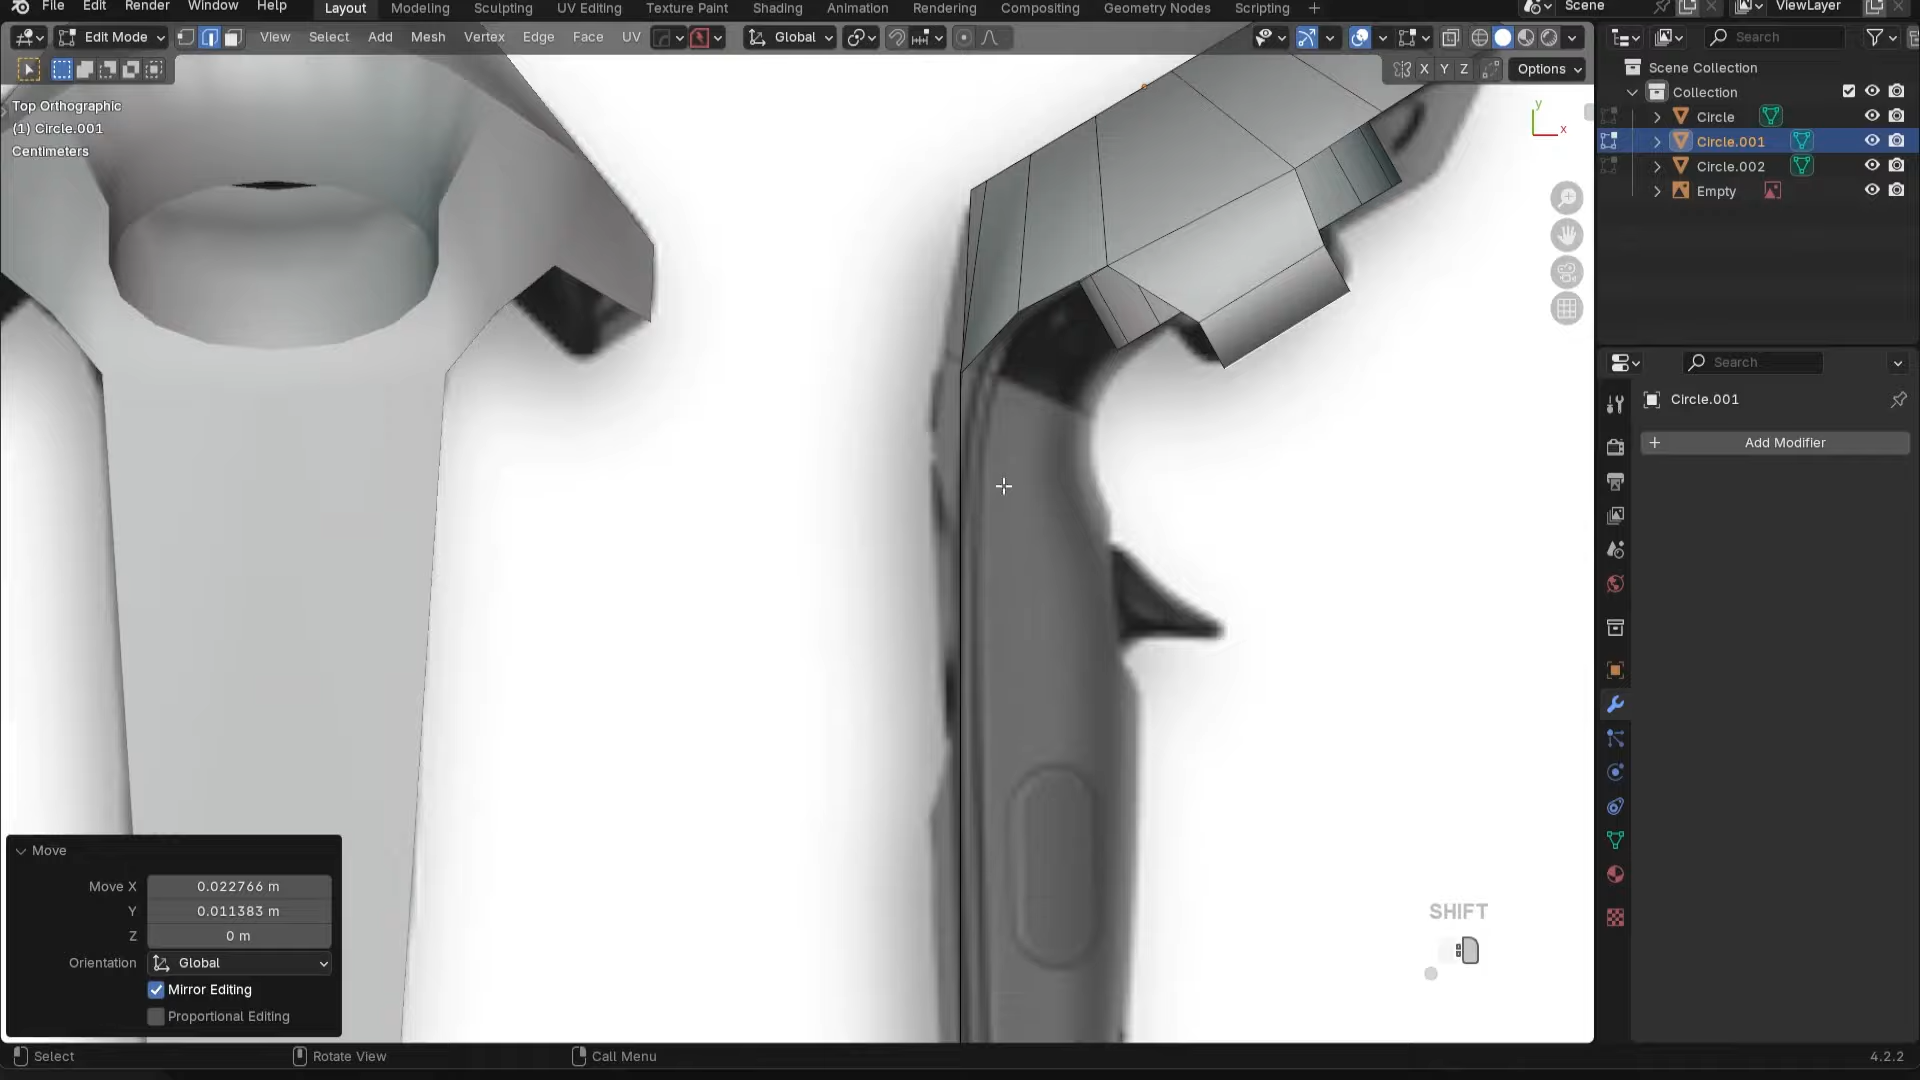 File Edit Render Window Help Layout Modeling Sculpting UV Editing Texture Paint Shading Animation Rendering Compositing Geometry Nodes Scripting + Scene ViewLayer
Edit Mode View Select Add Mesh Vertex Edge Face UV Global Search
X Y Z Options
Scene Collection
Top Orthographic
(1) Circle.001
Centimeters
y
x
Collection
Circle
Circle.001
Circle.002
Empty
Search
Circle.001
+ Add Modifier
Move
Move X 0.022766 m
Y 0.011383 m
Z 0 m
Orientation Global
Mirror Editing
Proportional Editing
SHIFT
Select Rotate View Call Menu 4.2.2